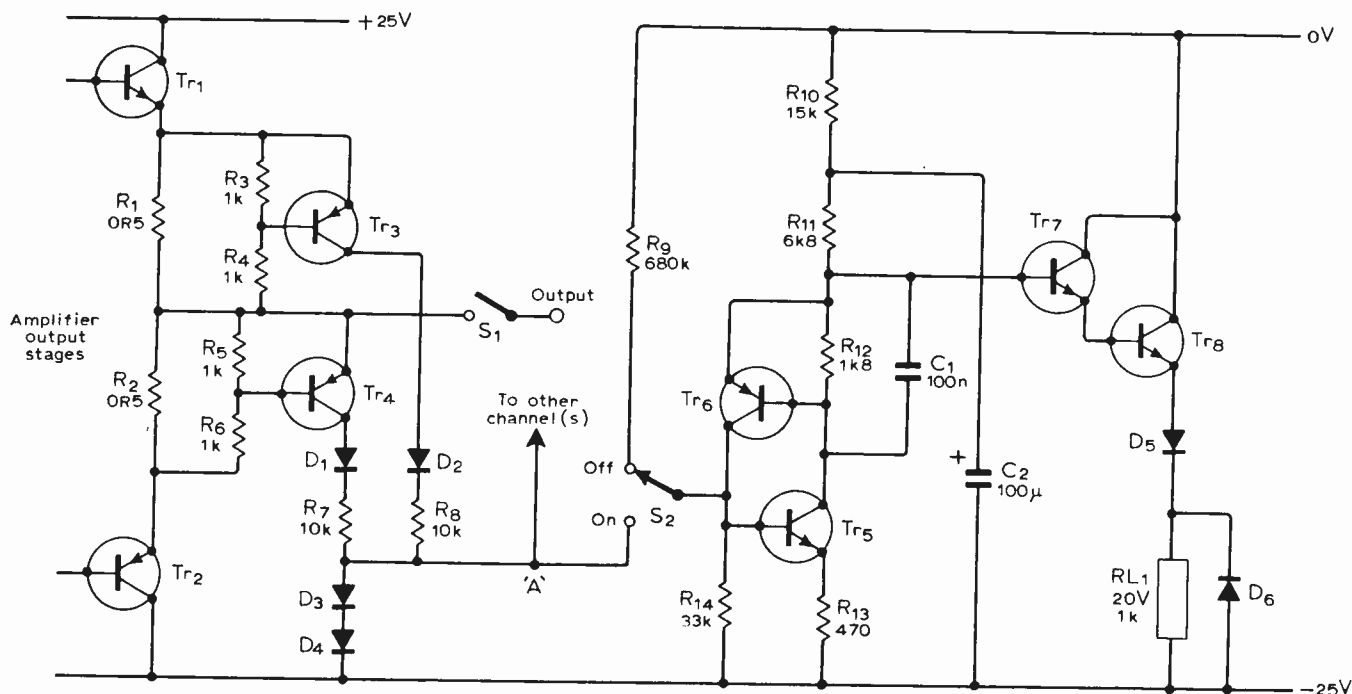 +25V
0V
Tr1
R10
15k
R3
1k
R1
0R5
Tr3
R11
6k8
Tr7
R9
680k
R4
1k
Output
S1
Amplifier
output
stages
Tr8
R5
1k
R12
1k8
C1
100n
R2
0R5
Tr4
To other
channel(s)
Tr6
R6
1k
D5
Off
+
C2
100μ
D1
D2
S2
On
Tr5
R7
10k
R8
10k
Tr2
'A'
D3
RL1
20V
1k
D6
R14
33k
R13
470
D4
-25V